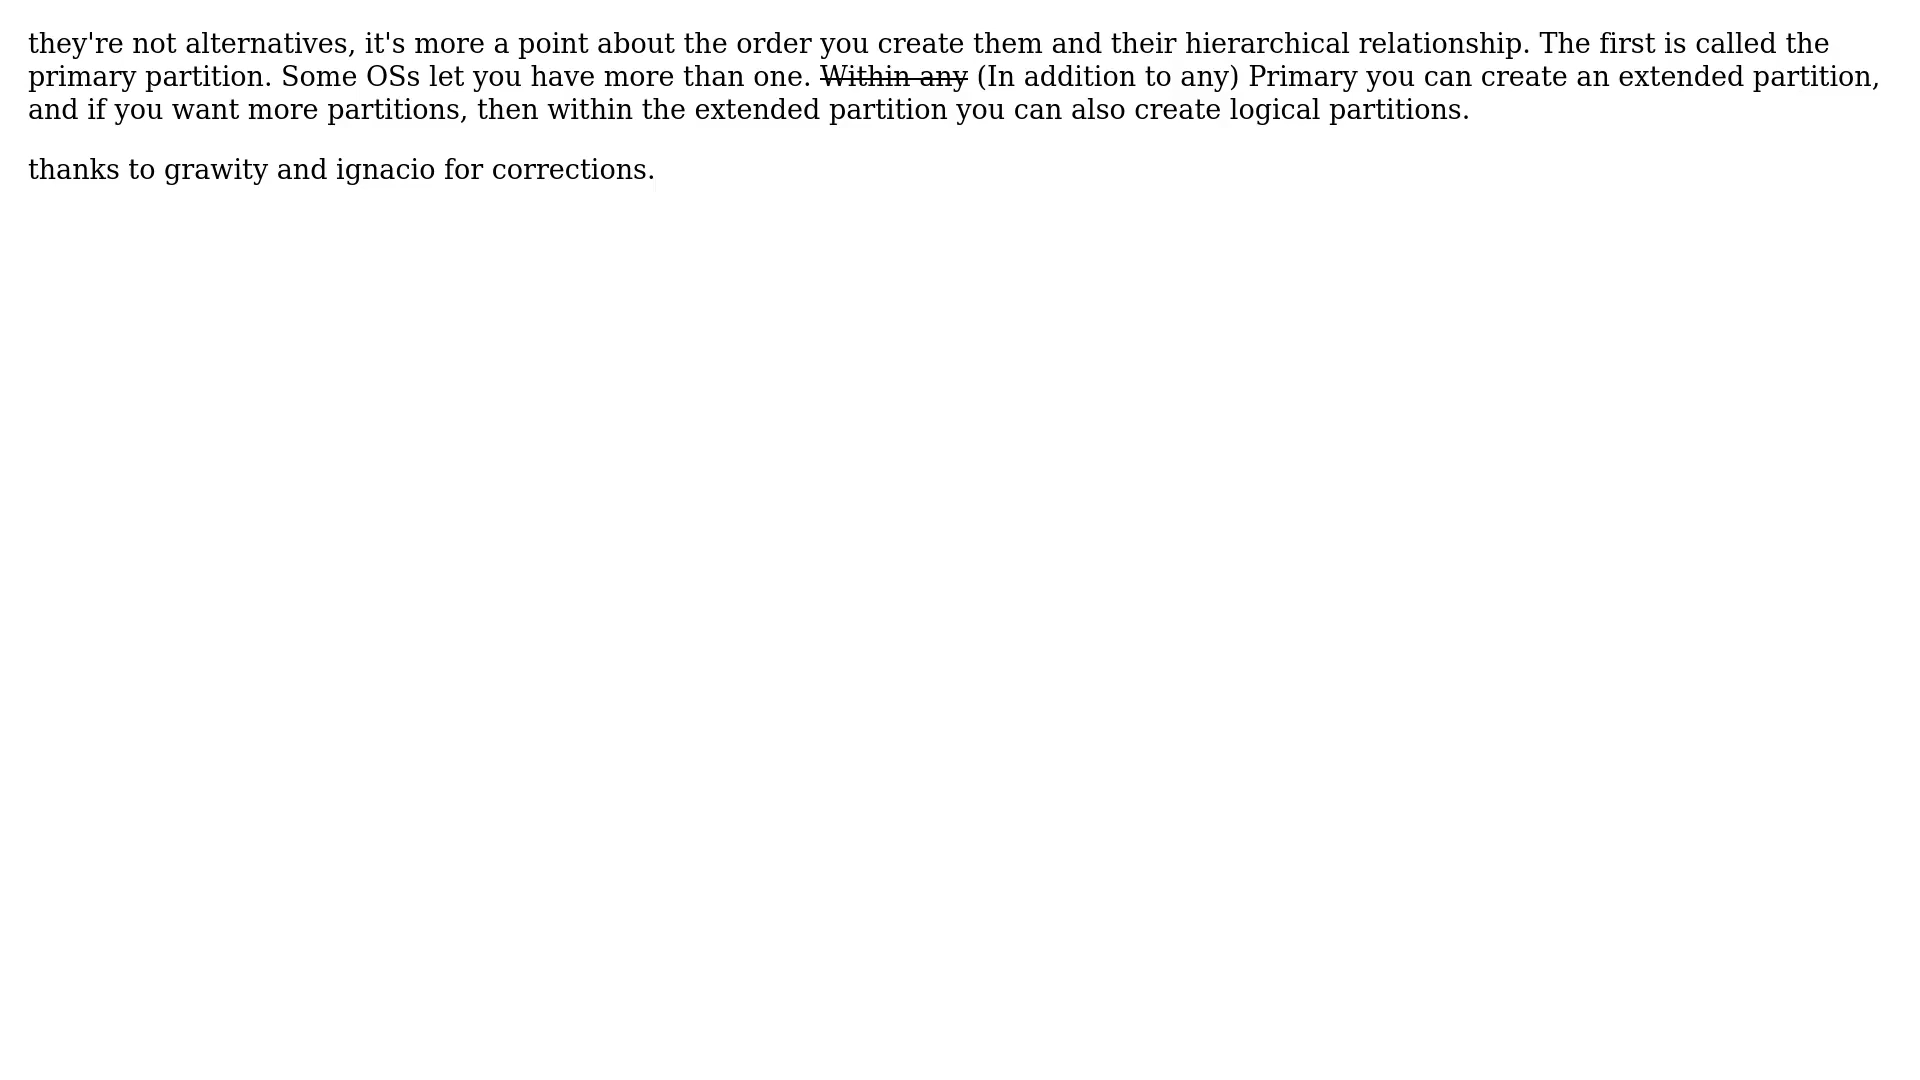 they're not alternatives, it's more a point about the order you create them and their hierarchical relationship. The first is called the
primary partition. Some OSs let you have more than one. Within any (In addition to any) Primary you can create an extended partition,
and if you want more partitions, then within the extended partition you can also create logical partitions.
thanks to grawity and ignacio for corrections.